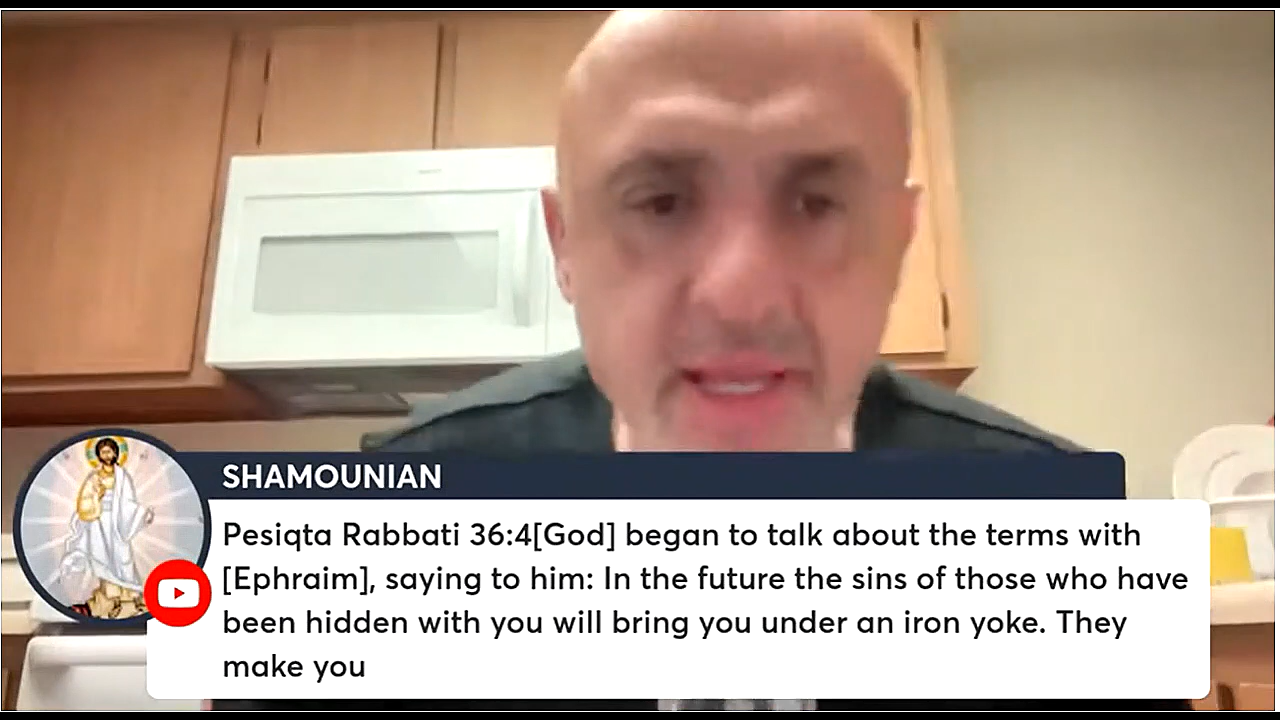 SHAMOUNIAN
Pesiqta Rabbati 36:4[God] began to talk about the terms with
[Ephraim], saying to him: In the future the sins of those who have
been hidden with you will bring you under an iron yoke. They
make you